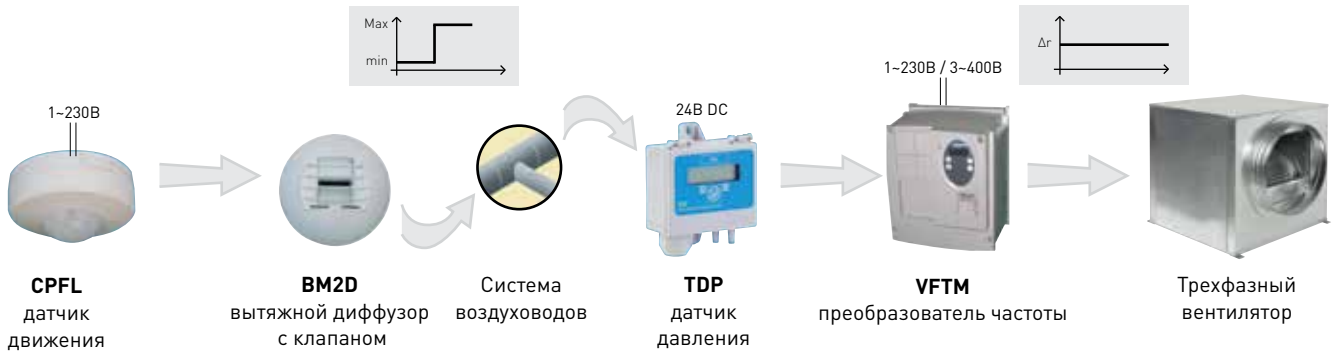 Max
min
Δr
1~230В
24В DC
1~230В / 3~400В
CPFL
датчик
движения
BM2D
вытяжной диффузор
с клапаном
Система
воздуховодов
TDP
датчик
давления
VFTM
преобразователь частоты
Трехфазный
вентилятор